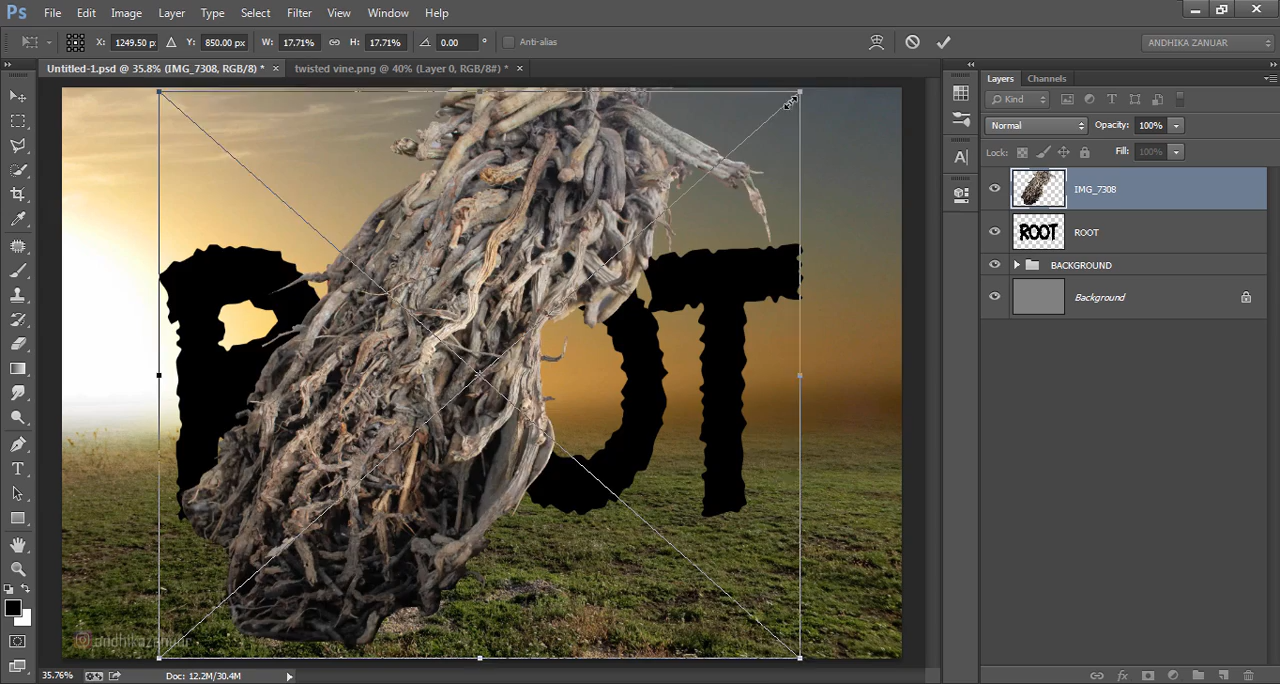 Ps File Edit Image Layer Type Select Filter View Window Help
X: 1249.50 px Y: 850.00 px W: 17.71% H: 17.71% 0.00 ° Anti-alias ANDHIKA ZANUAR
Untitled-1.psd @ 35.8% (IMG_7308, RGB/8) * × twisted vine.png @ 40% (Layer 0, RGB/8#) * ×
Layers Channels
Kind T
Normal Opacity: 100%
Lock: Fill: 100%
A
IMG_7308
ROOT
ROOT
BACKGROUND
Background
T
andhikazanuar
35.76% Doc: 12.2M/30.4M
fx